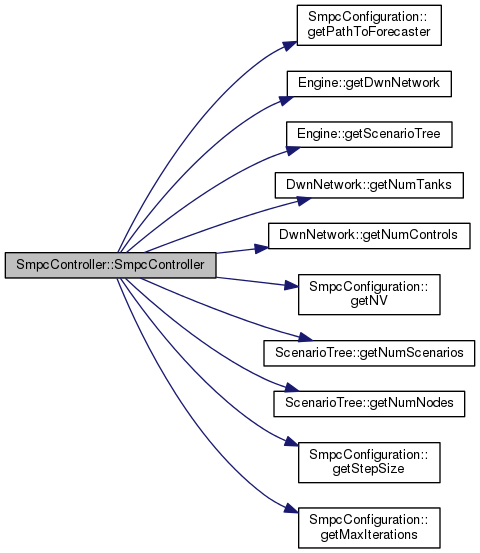 SmpcController::SmpcController
SmpcConfiguration::
getPathToForecaster
Engine::getDwnNetwork
Engine::getScenarioTree
DwnNetwork::getNumTanks
DwnNetwork::getNumControls
SmpcConfiguration::
getNV
ScenarioTree::getNumScenarios
ScenarioTree::getNumNodes
SmpcConfiguration::
getStepSize
SmpcConfiguration::
getMaxIterations